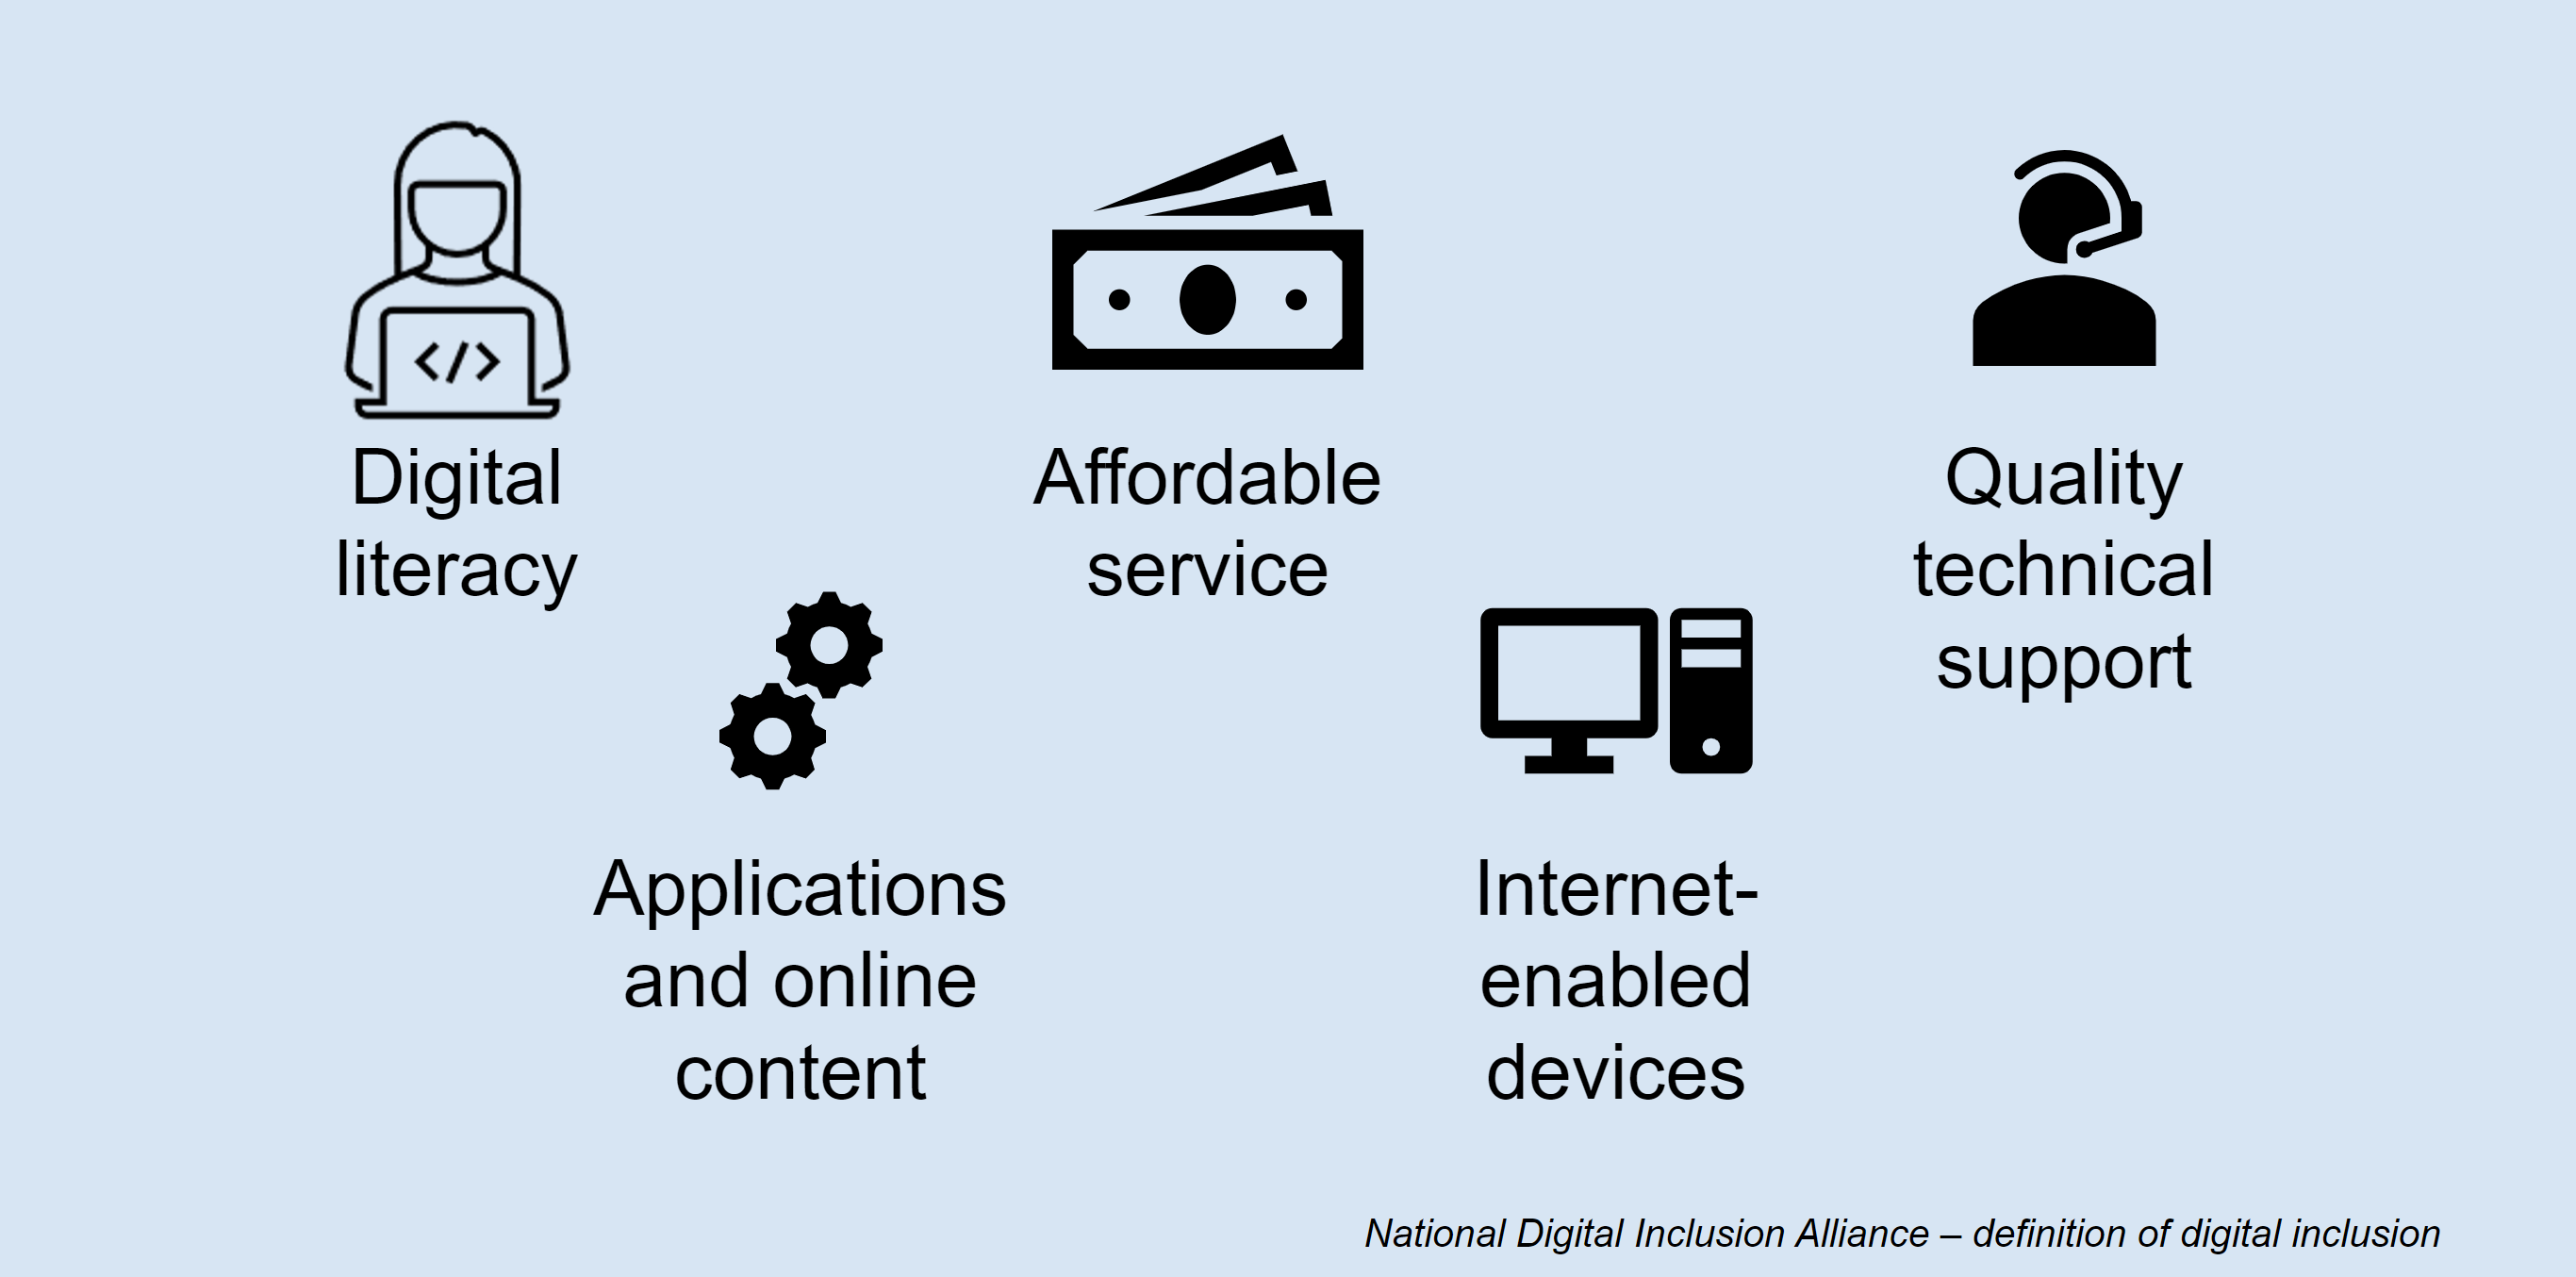 </>
Digital
literacy
Affordable
service
Quality
technical
support
Applications
and online
content
Internet-
enabled
devices
National Digital Inclusion Alliance – definition of digital inclusion